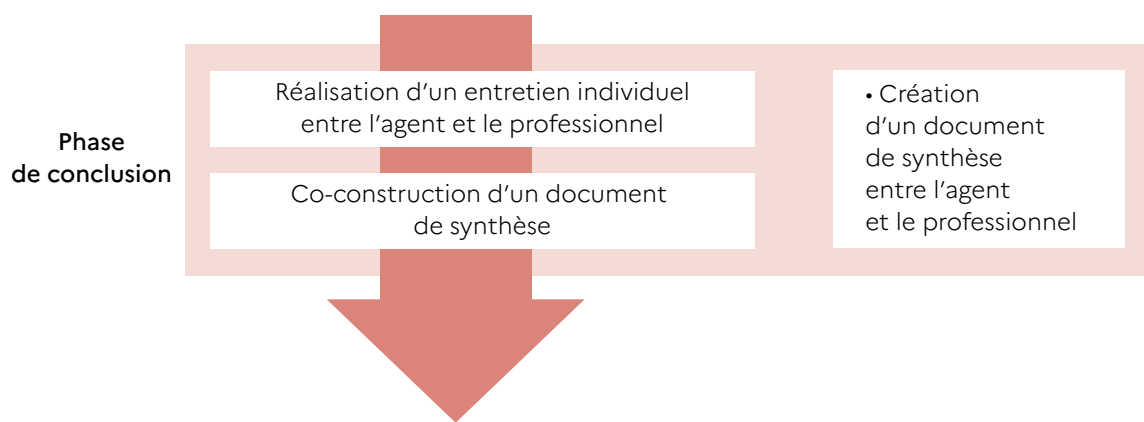 Phase
de conclusion
Réalisation d’un entretien individuel
entre l’agent et le professionnel
Co-construction d’un document
de synthèse
• Création
d’un document
de synthèse
entre l’agent
et le professionnel